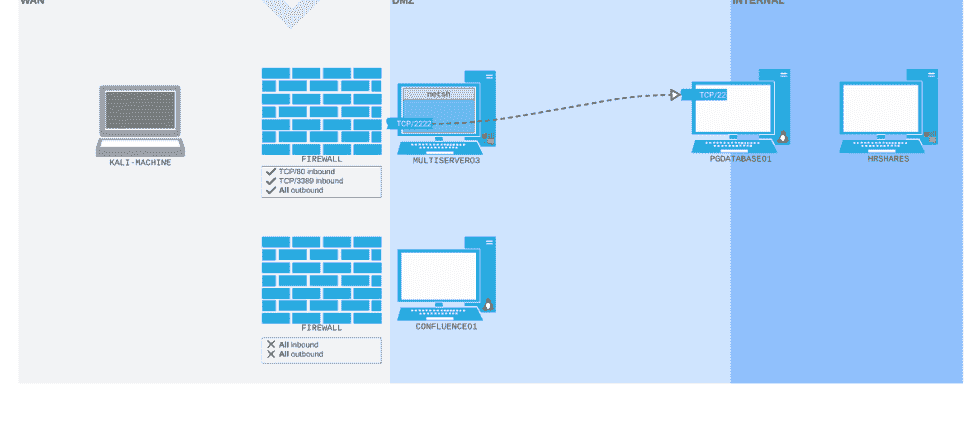 WAN
DMZ
INTERNAL
netsh
TCP/2222
TCP/22
KALI-MACHINE
FIREWALL
MULTISERVER03
PGDATABASE01
HRSHARES
TCP/80 inbound
TCP/3389 inbound
All outbound
FIREWALL
CONFLUENCE01
All inbound
All outbound